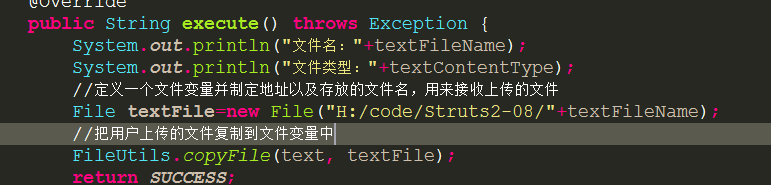 @Override
public String execute() throws Exception {
System.out.println("文件名："+textFileName);
System.out.println("文件类型："+textContentType);
//定义一个文件变量并制定地址以及存放的文件名，用来接收上传的文件
File textFile=new File("H:/code/Struts2-08/"+textFileName);
//把用户上传的文件复制到文件变量中
FileUtils.copyFile(text, textFile);
return SUCCESS;